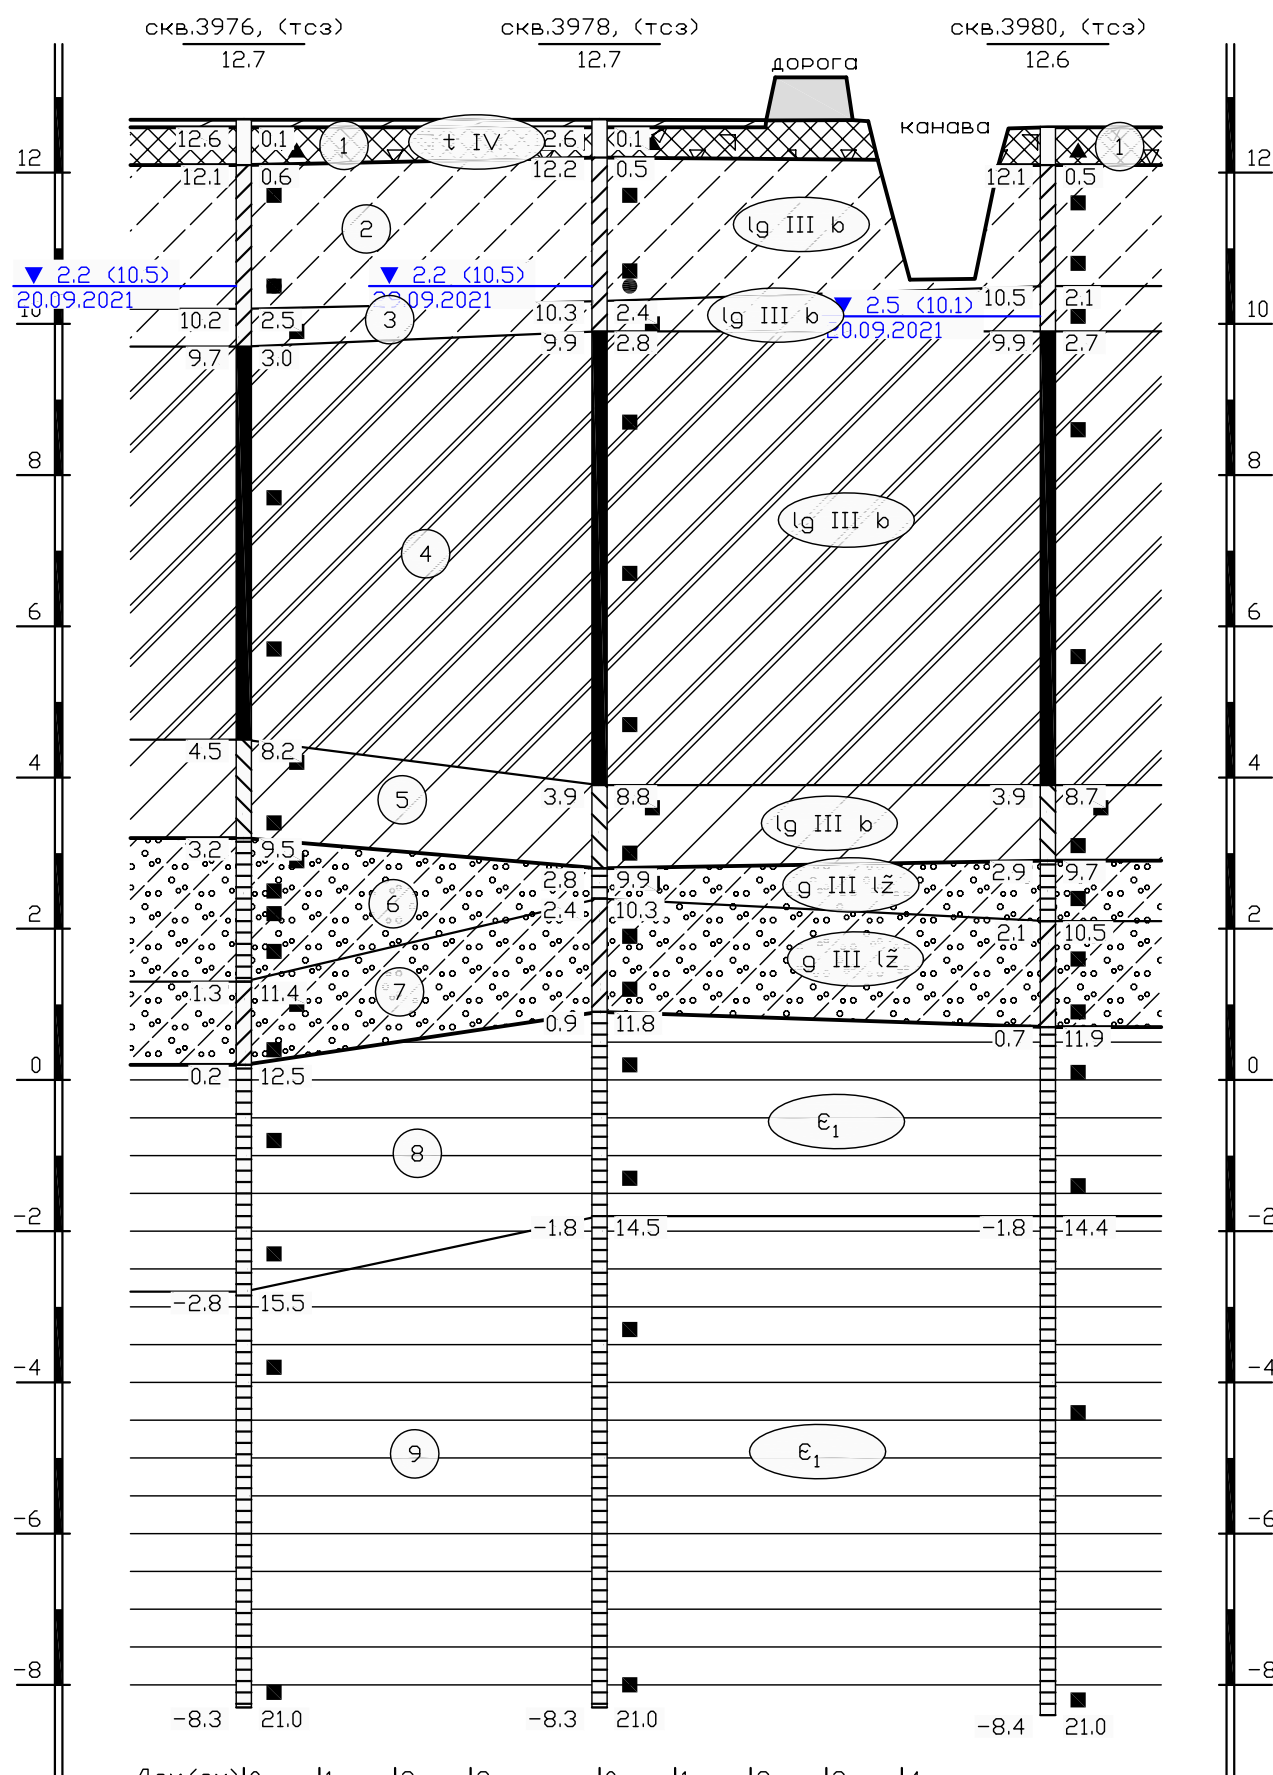 скв.3976, (тсз) скв.3978, (тсз) скв.3980, (тсз)
12.7 12.7 12.6
дорога
канава
12.6 0.1 1 t IV 2.6 0.1 1
12 12
12.1 0.6 12.2 0.5 12.1 0.5
2 lg III b
2.2 (10.5) 2.2 (10.5) 2.5 (10.1)
20.09.2021 20.09.2021 20.09.2021
10 10
10.2 2.5 3 10.3 2.4 lg III b 10.5 2.1
9.7 3.0 9.9 2.8 9.9 2.7
8 8
4 lg III b
6 6
4.5 8.2
4 4
5 3.9 8.8 3.9 8.7
lg III b
3.2 9.5 2.8 9.9 g III lž 2.9 9.7
6 2.4 10.3
2 2
2.1 10.5
g III lž
1.3 11.4 7
0.9 11.8 0.7 11.9
0 0
0.2 12.5
8 Є1
-2 -2
-1.8 14.5 -1.8 14.4
-2.8 15.5
-4 -4
9 Є1
-6 -6
-8 -8
-8.3 21.0 -8.3 21.0 -8.4 21.0